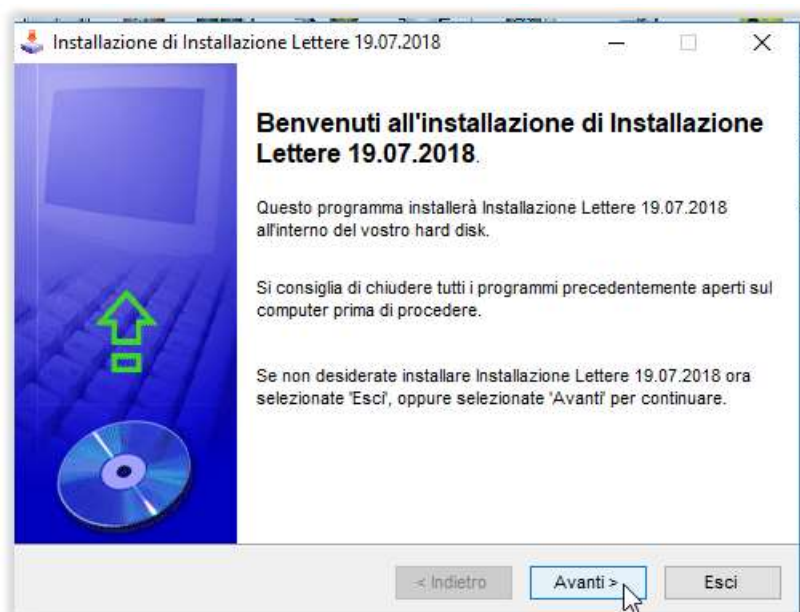 Installazione di Installazione Lettere 19.07.2018
Benvenuti all'installazione di Installazione
Lettere 19.07.2018.
Questo programma installerà Installazione Lettere 19.07.2018
all'interno del vostro hard disk.
Si consiglia di chiudere tutti i programmi precedentemente aperti sul
computer prima di procedere.
Se non desiderate installare Installazione Lettere 19.07.2018 ora
selezionate 'Esci', oppure selezionate 'Avanti' per continuare.
< Indietro Avanti > Esci